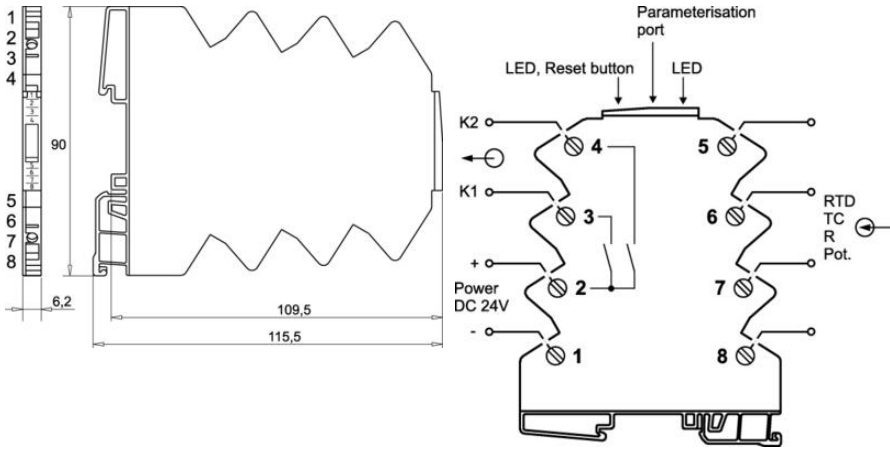 1
2
3
4
5
6
7
8
90
6,2
109,5
115,5
Parameterisation
port
LED, Reset button
LED
K2
4
5
K1
3
6
RTD
TC
R
Pot.
+
Power
DC 24V
2
7
-
1
8